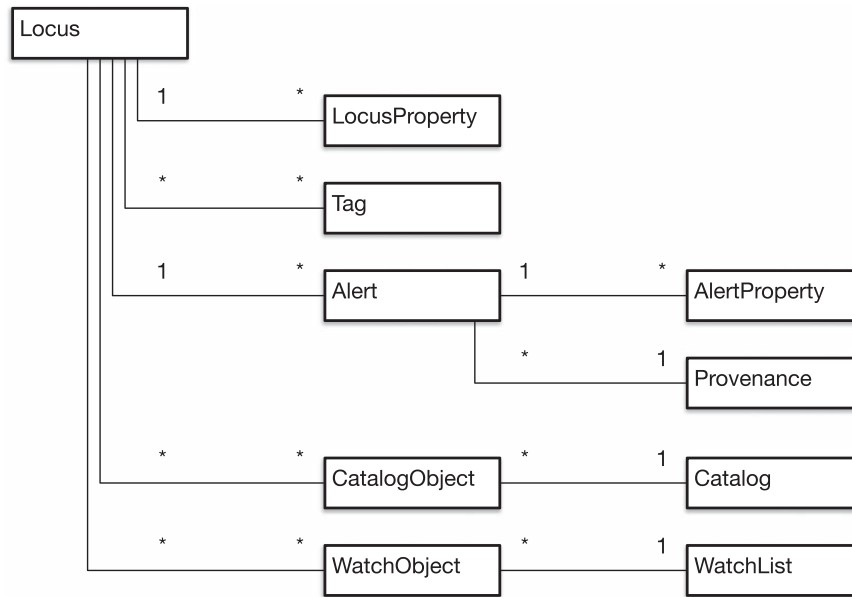 Locus
1 *
LocusProperty
* *
Tag
1 * 1 *
Alert AlertProperty
* 1
Provenance
* * * 1
CatalogObject Catalog
* * * 1
WatchObject WatchList